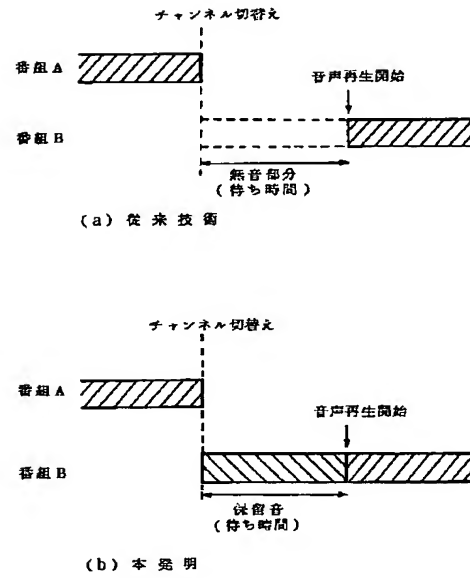 チャンネル切替え
番組A
音声再生開始
番組B
無音部分
(待ち時間)
(a) 従来技術
チャンネル切替え
番組A
音声再生開始
番組B
保留音
(待ち時間)
(b) 本発明